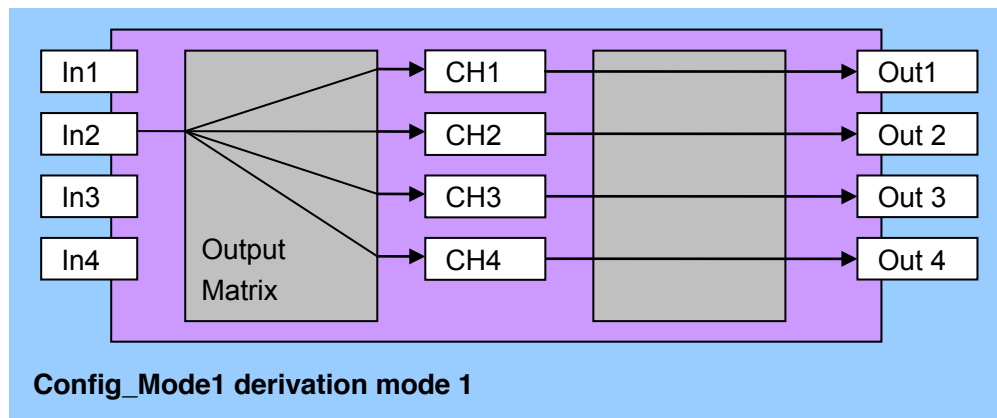 In1 CH1 Out1
In2 CH2 Out 2
In3 CH3 Out 3
In4 CH4 Out 4
Output
Matrix
Config_Mode1 derivation mode 1